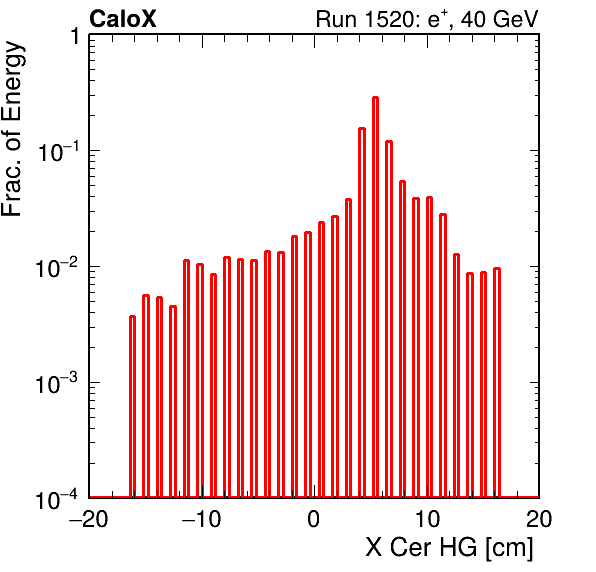 CaloX Run 1520: e⁺, 40 GeV
Frac. of Energy
1
10⁻¹
10⁻²
10⁻³
10⁻⁴
−20 −10 0 10 20
X Cer HG [cm]